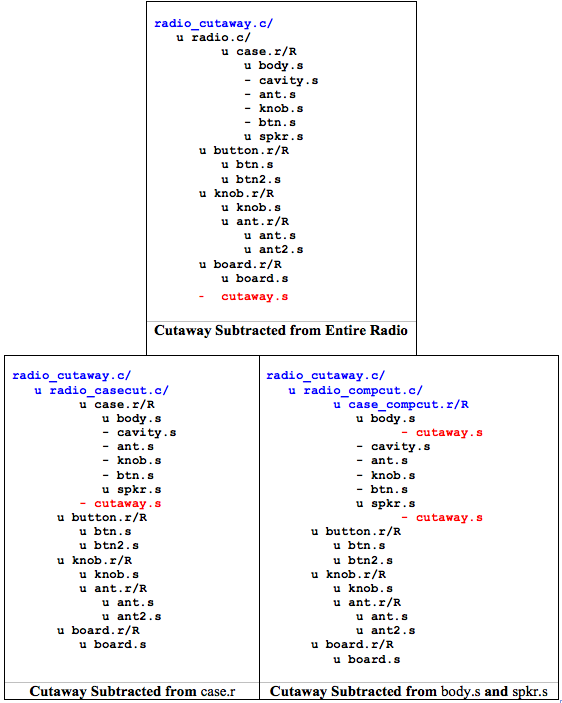 radio_cutaway.c/
u radio.c/
u case.r/R
u body.s
- cavity.s
- ant.s
- knob.s
- btn.s
u spkr.s
u button.r/R
u btn.s
u btn2.s
u knob.r/R
u knob.s
u ant.r/R
u ant.s
u ant2.s
u board.r/R
u board.s
- cutaway.s
Cutaway Subtracted from Entire Radio
radio_cutaway.c/
u radio_casecut.c/
u case.r/R
u body.s
- cavity.s
- ant.s
- knob.s
- btn.s
u spkr.s
- cutaway.s
u button.r/R
u btn.s
u btn2.s
u knob.r/R
u knob.s
u ant.r/R
u ant.s
u ant2.s
u board.r/R
u board.s
Cutaway Subtracted from case.r
radio_cutaway.c/
u radio_compcut.c/
u case_compcut.r/R
u body.s
- cutaway.s
- cavity.s
- ant.s
- knob.s
- btn.s
u spkr.s
- cutaway.s
u button.r/R
u btn.s
u btn2.s
u knob.r/R
u knob.s
u ant.r/R
u ant.s
u ant2.s
u board.r/R
u board.s
Cutaway Subtracted from body.s and spkr.s